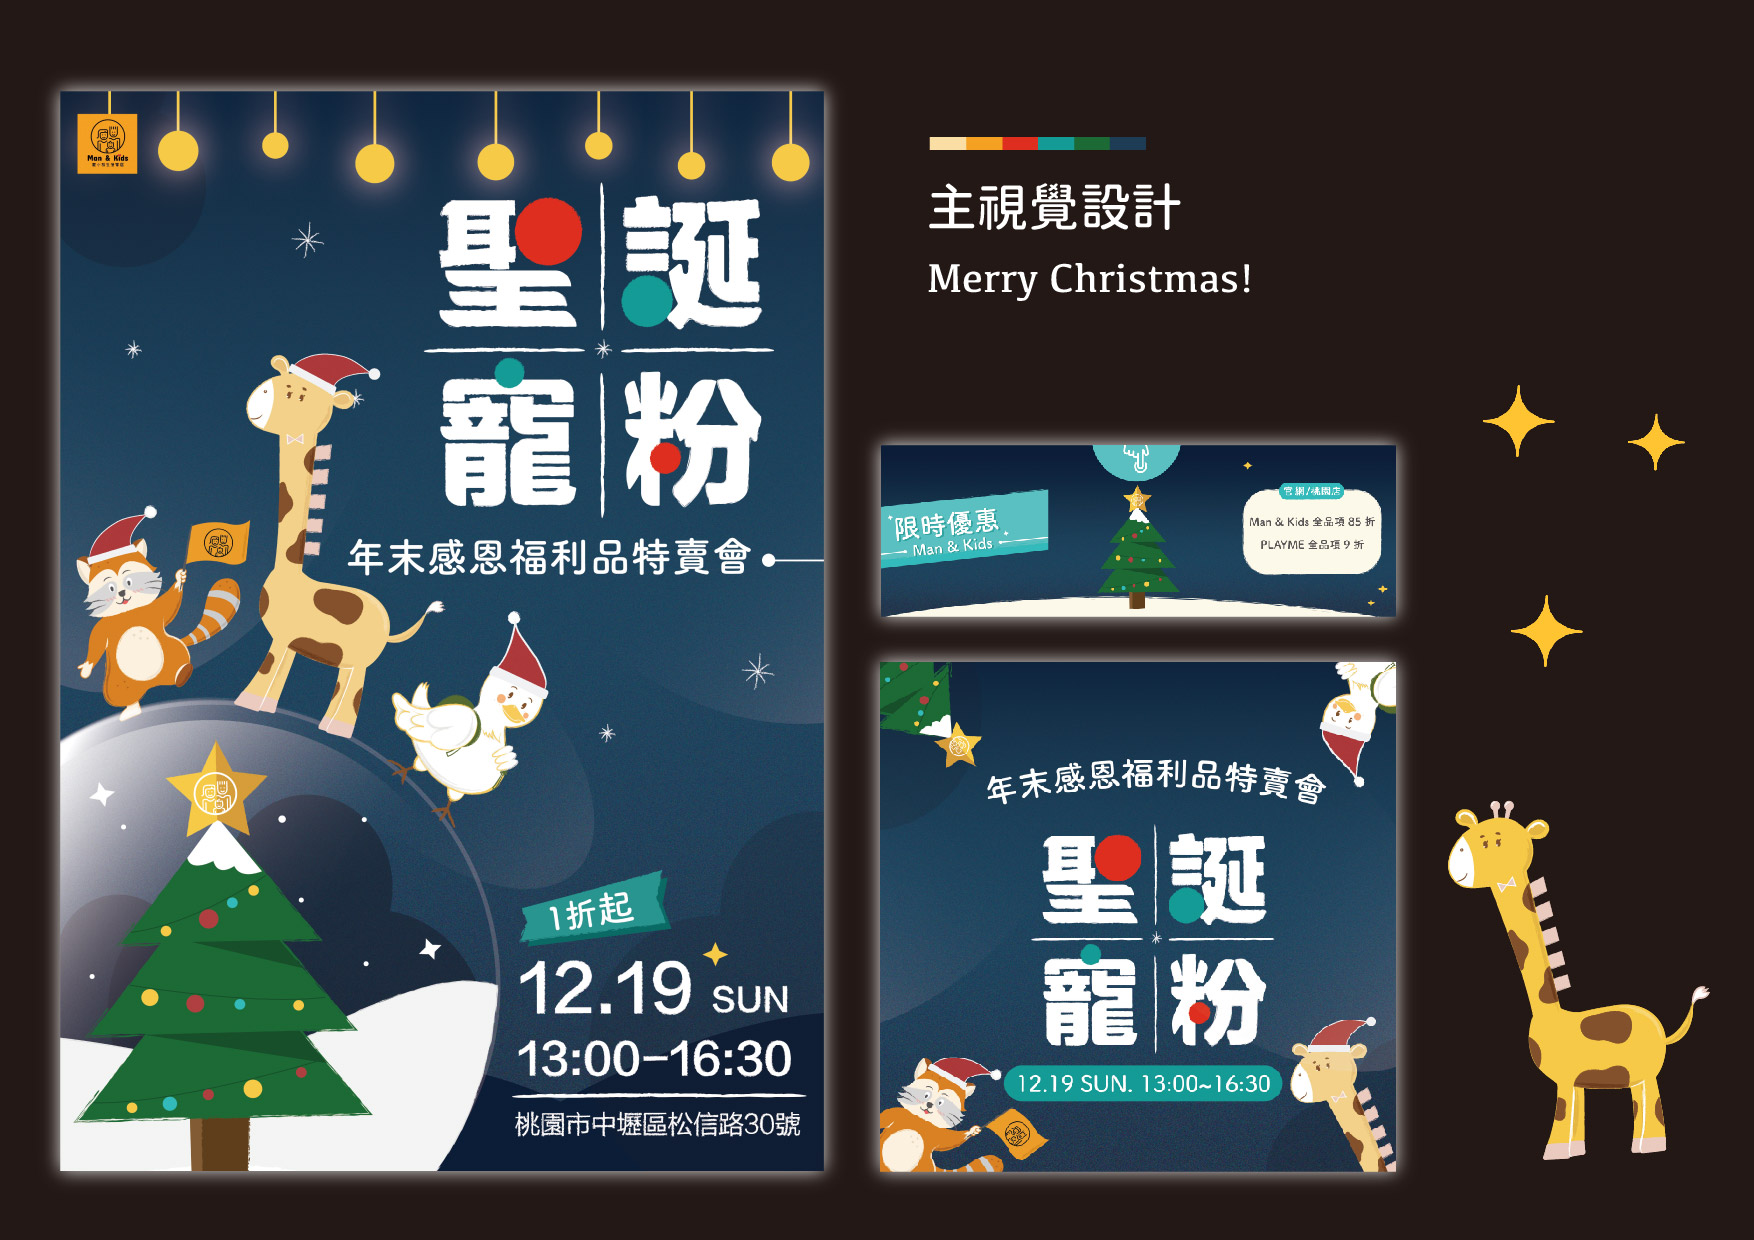 Man & Kids
聖誕
寵粉
年末感恩福利品特賣會
1折起
12.19 SUN
13:00-16:30
桃園市中壢區松信路30號
主視覺設計
Merry Christmas!
限時優惠
Man & Kids
官網/桃園店
Man & Kids 全品項 85 折
PLAYME 全品項 9 折
年末感恩福利品特賣會
聖誕
寵粉
12.19 SUN. 13:00~16:30